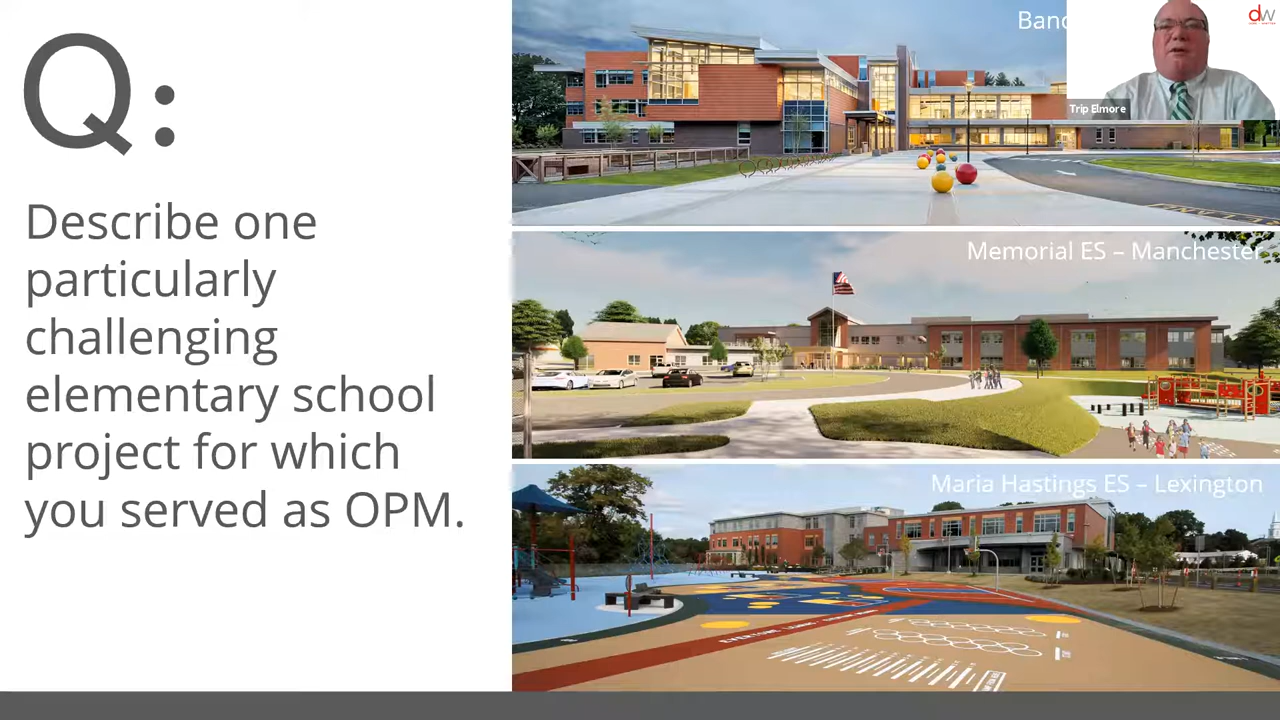 Q:
Describe one
particularly
challenging
elementary school
project for which
you served as OPM.
dw
Trip Elmore
Memorial ES – Manchester
Maria Hastings ES – Lexington